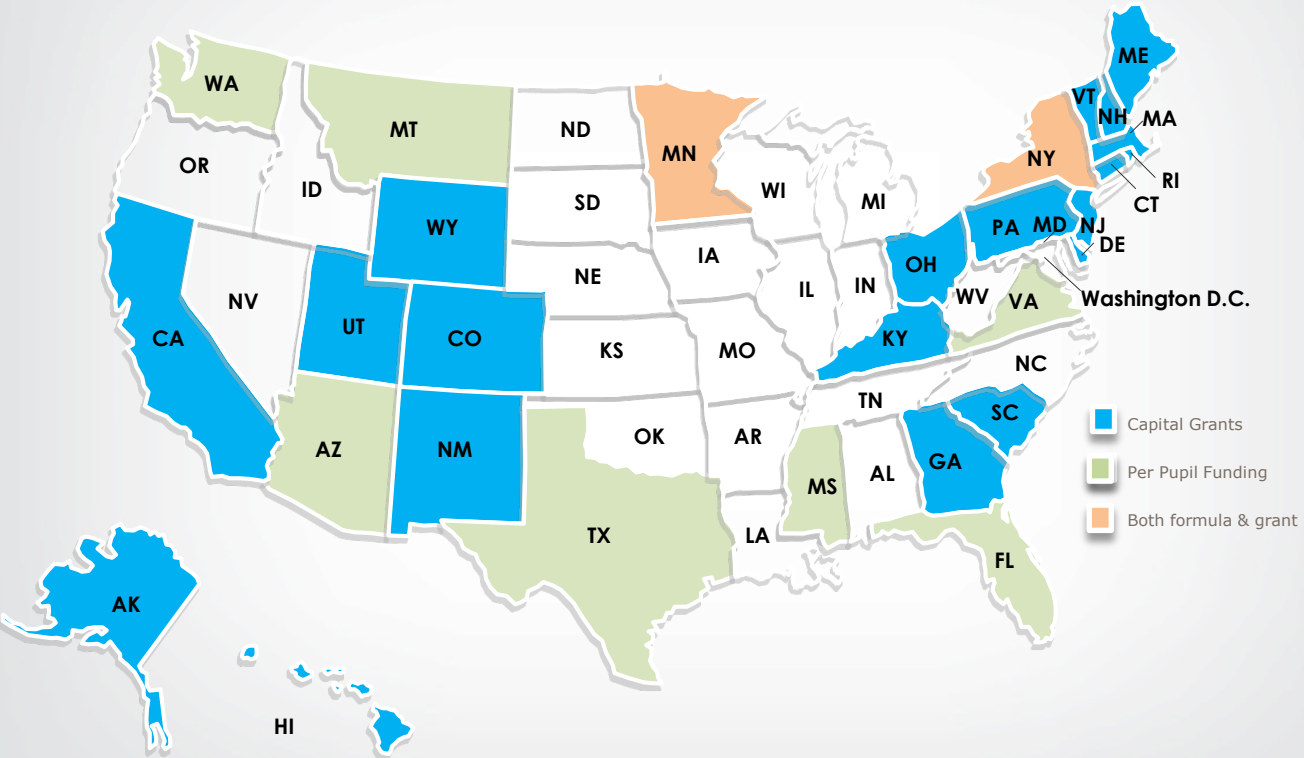 ME
WA
VT
NH
MA
MT
ND
MN
NY
OR
ID
SD
WI
MI
RI
CT
WY
PA
MD
NJ
DE
IA
OH
NE
IL
IN
WV
VA
Washington D.C.
NV
UT
CO
CA
KS
MO
KY
NC
TN
SC
Capital Grants
AZ
NM
OK
AR
GA
AL
MS
Per Pupil Funding
TX
LA
Both formula & grant
FL
AK
HI